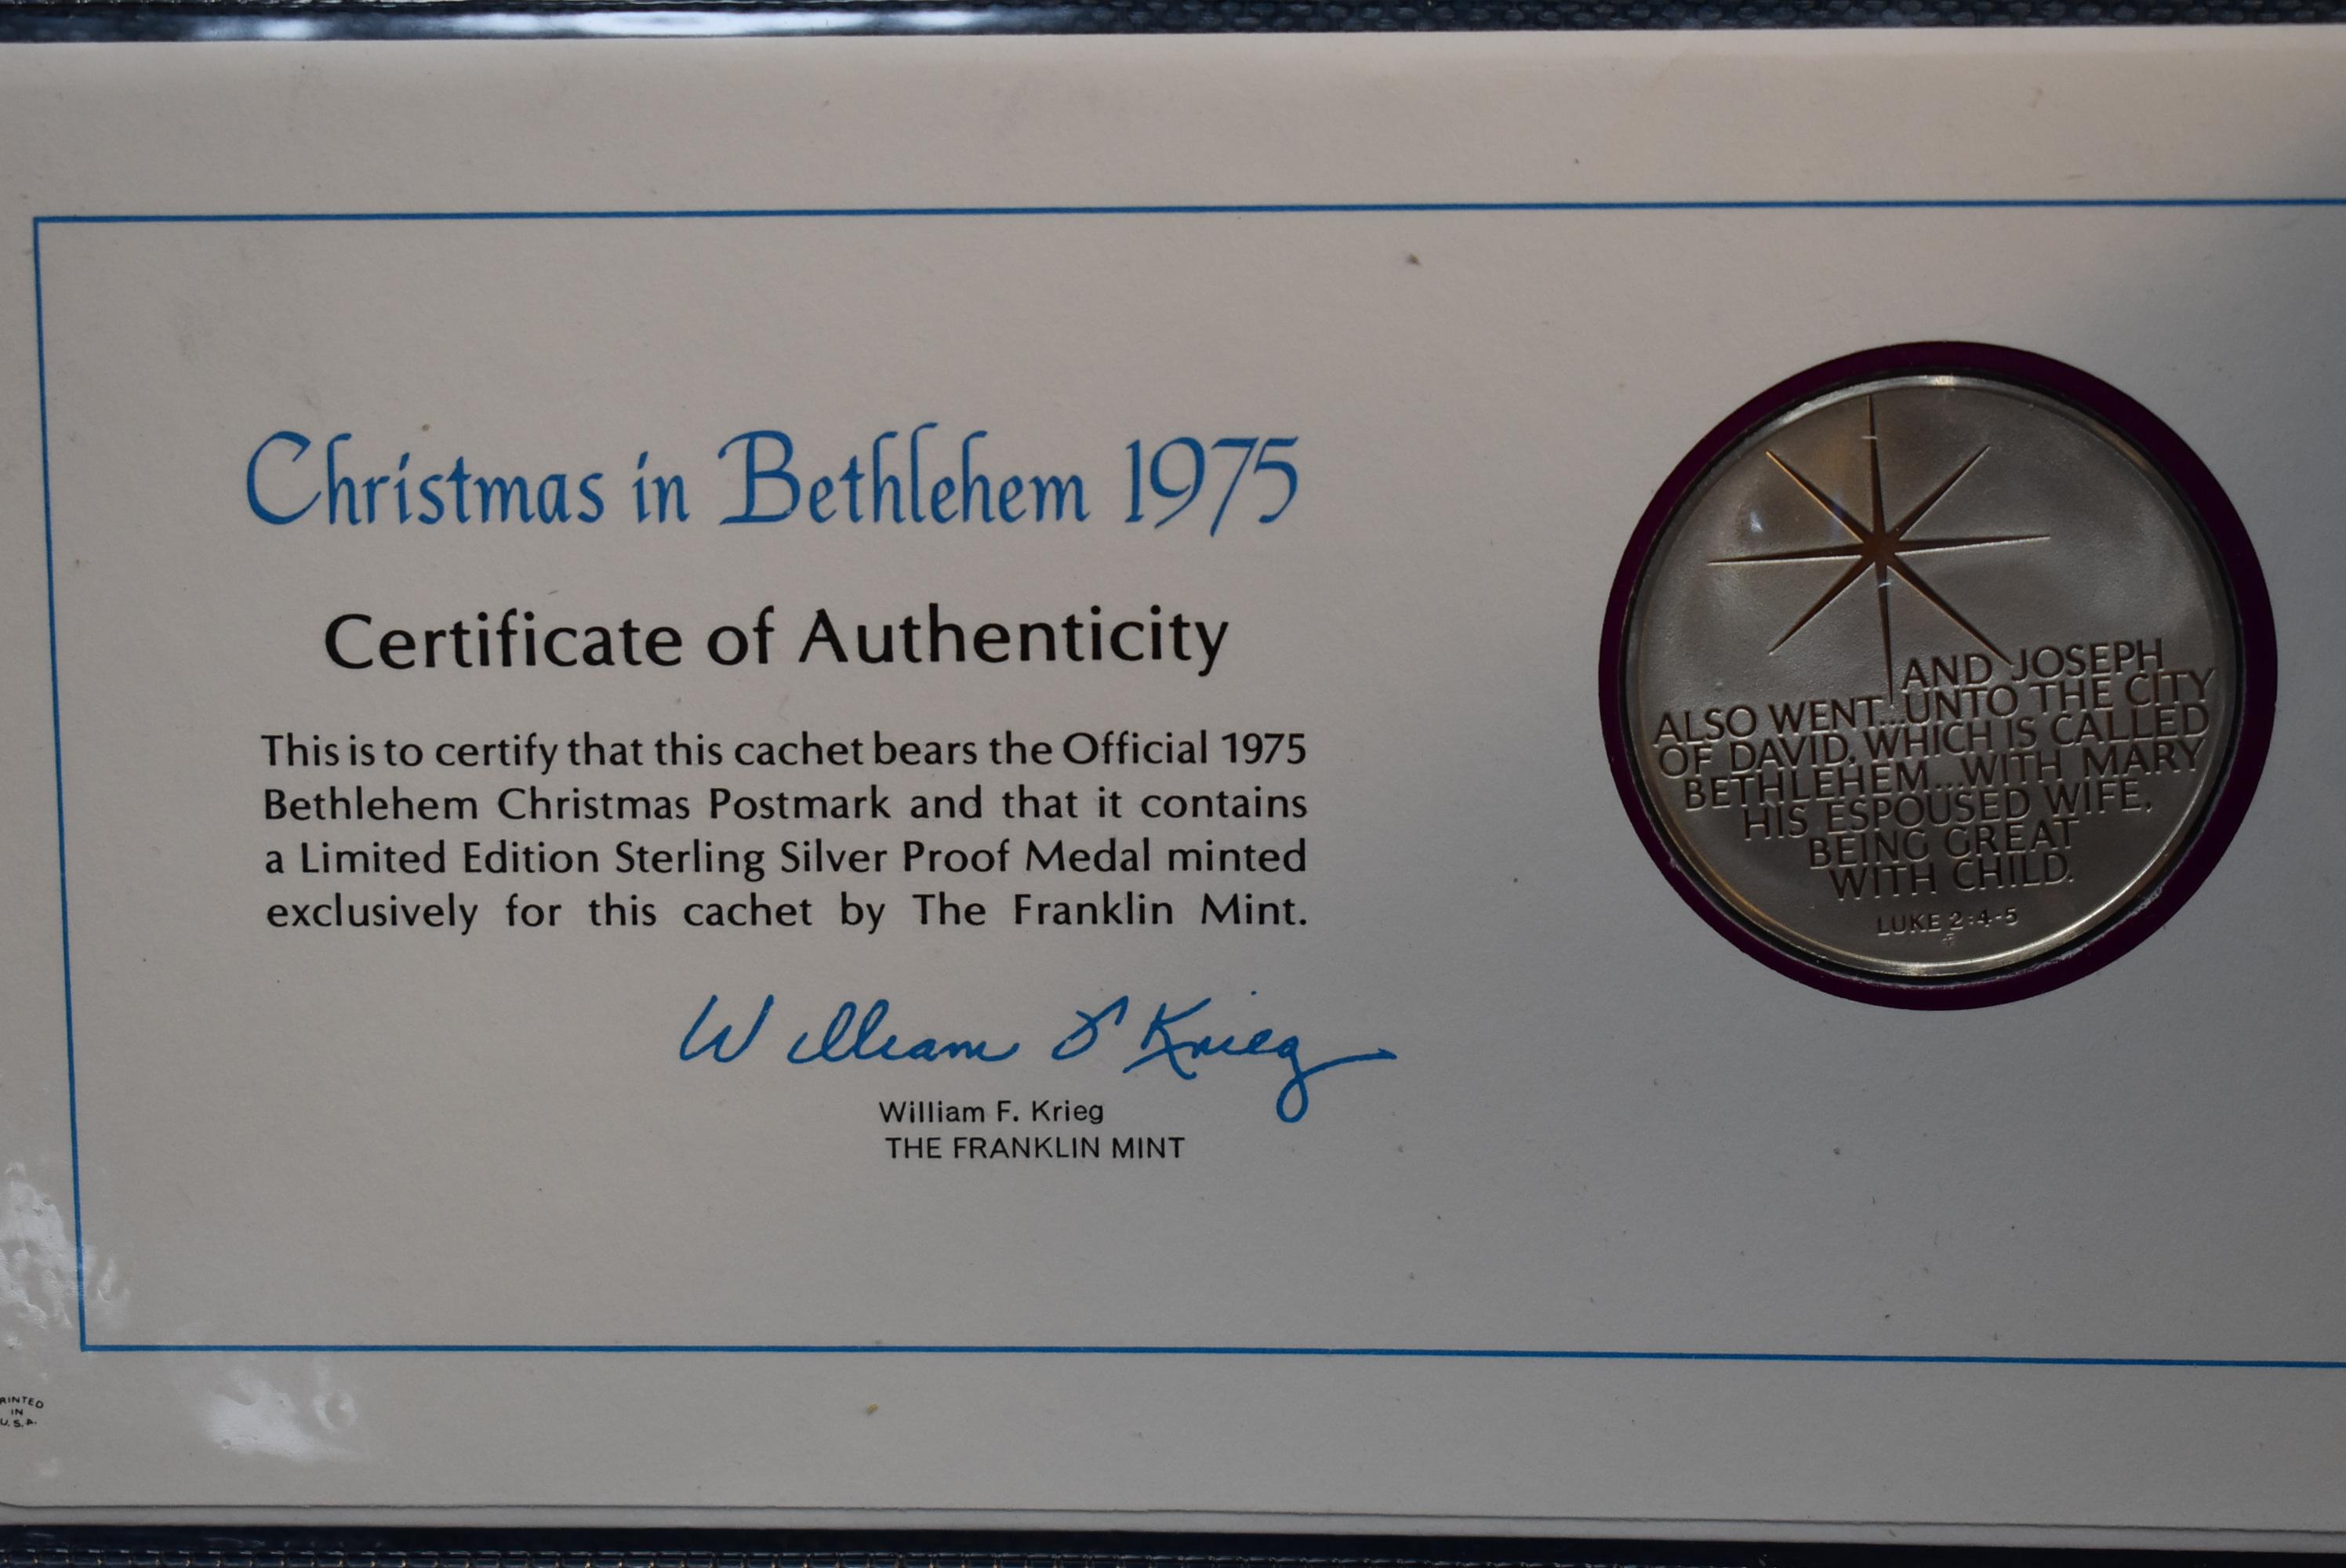 Christmas in Bethlehem 1975
Certificate of Authenticity
This is to certify that this cachet bears the Official 1975
Bethlehem Christmas Postmark and that it contains
a Limited Edition Sterling Silver Proof Medal minted
exclusively for this cachet by The Franklin Mint.
William F Krieg
William F. Krieg
THE FRANKLIN MINT
AND JOSEPH
ALSO WENT...UNTO THE CITY
OF DAVID, WHICH IS CALLED
BETHLEHEM...WITH MARY
HIS ESPOUSED WIFE,
BEING GREAT
WITH CHILD.
LUKE 2:4-5
RINTED
IN
U.S.A.